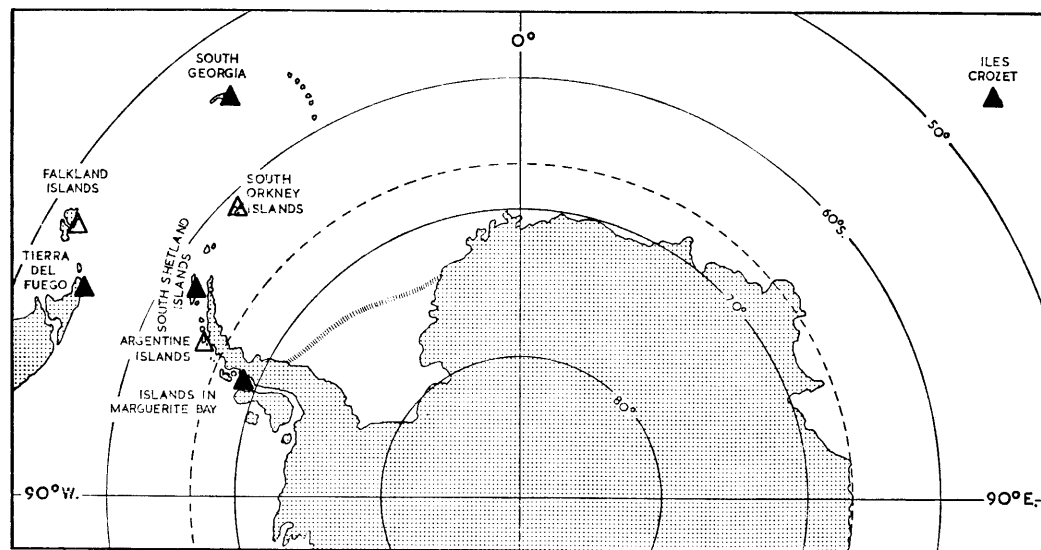 0°
SOUTH
GEORGIA
ILES
CROZET
50°
FALKLAND
ISLANDS
SOUTH
ORKNEY
ISLANDS
60°S.
TIERRA
DEL
FUEGO
SOUTH SHETLAND
ISLANDS
70°
ARGENTINE
ISLANDS
ISLANDS IN
MARGUERITE BAY
80°
90°W.
90°E.